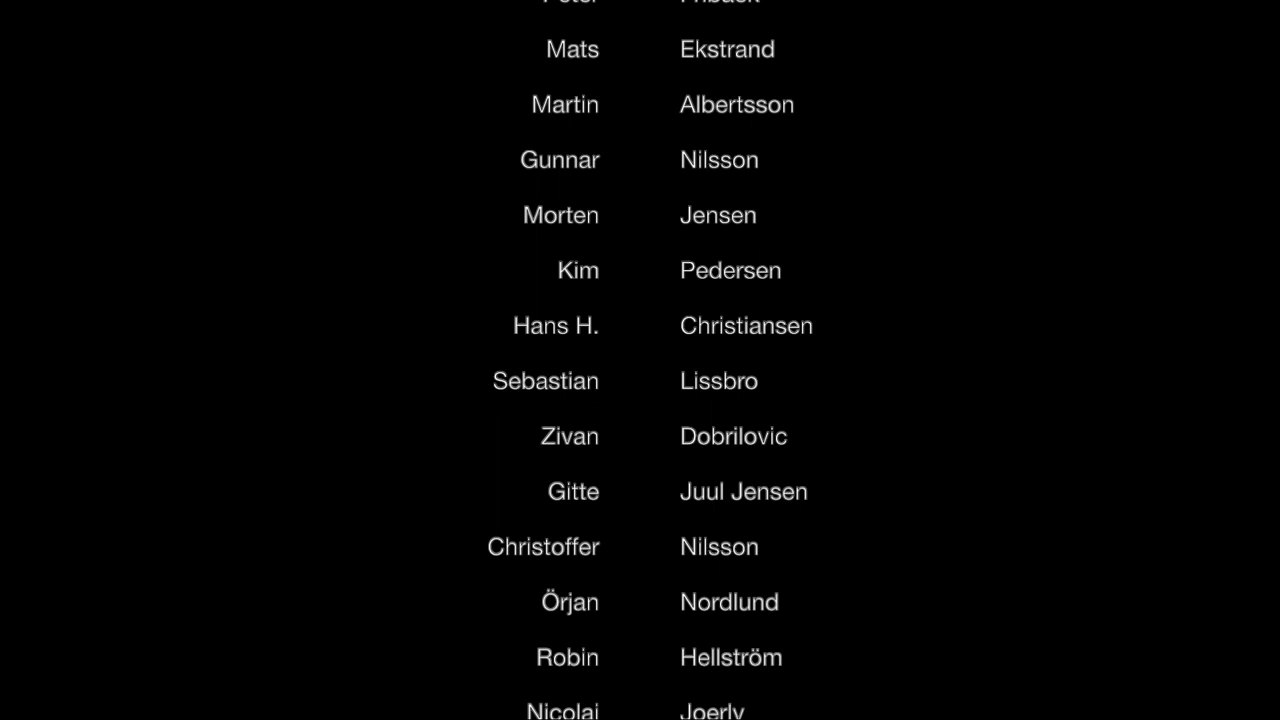 Mats Ekstrand
Martin Albertsson
Gunnar Nilsson
Morten Jensen
Kim Pedersen
Hans H. Christiansen
Sebastian Lissbro
Zivan Dobrilovic
Gitte Juul Jensen
Christoffer Nilsson
Örjan Nordlund
Robin Hellström
Nicolai Joerly